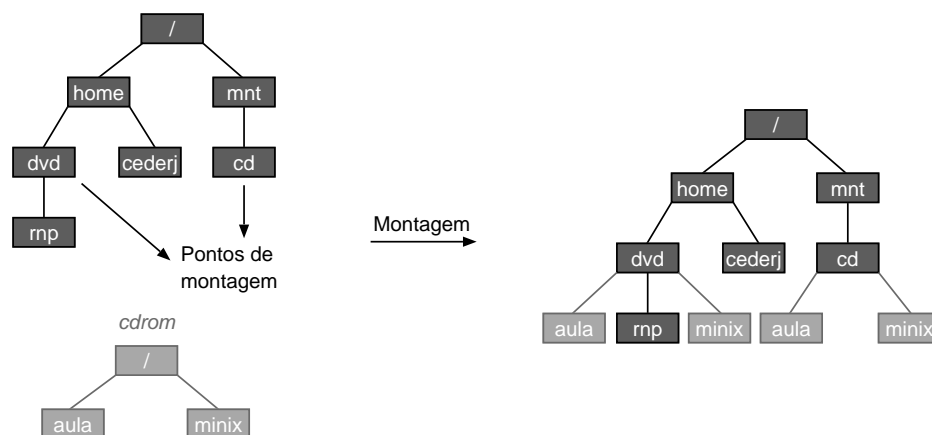 /
home
mnt
dvd
cederj
cd
rnp
Pontos de
montagem
cdrom
/
aula
minix
Montagem
/
home
mnt
dvd
cederj
cd
aula
rnp
minix
aula
minix